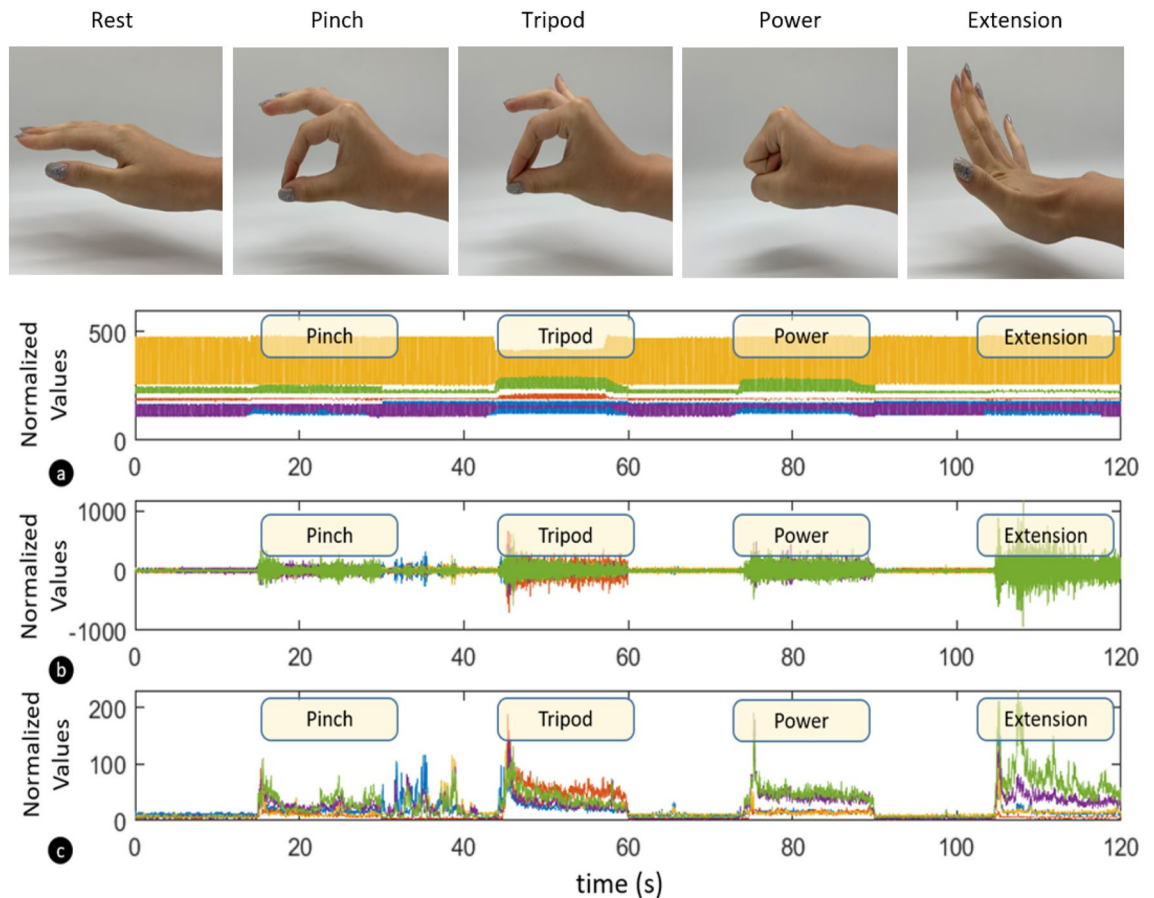 Rest Pinch Tripod Power Extension
Normalized
Values
500
0
Pinch Tripod Power Extension
0 20 40 60 80 100 120
a
Normalized
Values
1000
0
-1000
Pinch Tripod Power Extension
0 20 40 60 80 100 120
b
Normalized
Values
200
100
0
Pinch Tripod Power Extension
0 20 40 60 80 100 120
c
time (s)